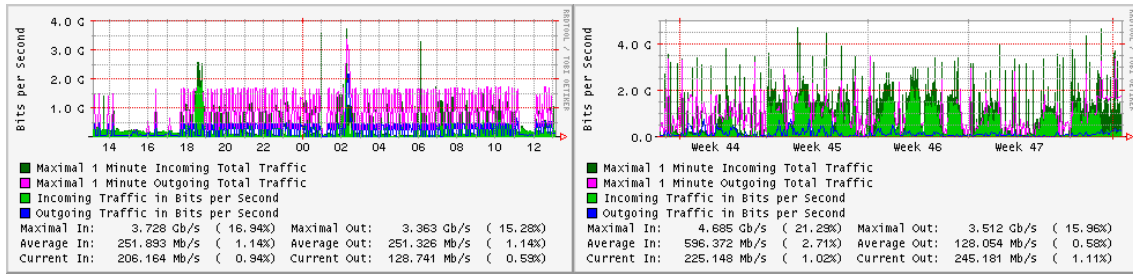 4.0 G
3.0 G
2.0 G
1.0 G
Bits per Second
14 16 18 20 22 00 02 04 06 08 10 12
RRDTOOL / TOBI OETIKER
Maximal 1 Minute Incoming Total Traffic
Maximal 1 Minute Outgoing Total Traffic
Incoming Traffic in Bits per Second
Outgoing Traffic in Bits per Second
Maximal In: 3.728 Gb/s ( 16.94%) Maximal Out: 3.363 Gb/s ( 15.28%)
Average In: 251.893 Mb/s ( 1.14%) Average Out: 251.326 Mb/s ( 1.14%)
Current In: 206.164 Mb/s ( 0.94%) Current Out: 128.741 Mb/s ( 0.59%)
4.0 G
2.0 G
0.0
Bits per Second
Week 44 Week 45 Week 46 Week 47
RRDTOOL / TOBI OETIKER
Maximal 1 Minute Incoming Total Traffic
Maximal 1 Minute Outgoing Total Traffic
Incoming Traffic in Bits per Second
Outgoing Traffic in Bits per Second
Maximal In: 4.685 Gb/s ( 21.29%) Maximal Out: 3.512 Gb/s ( 15.96%)
Average In: 596.372 Mb/s ( 2.71%) Average Out: 128.054 Mb/s ( 0.58%)
Current In: 225.148 Mb/s ( 1.02%) Current Out: 245.181 Mb/s ( 1.11%)